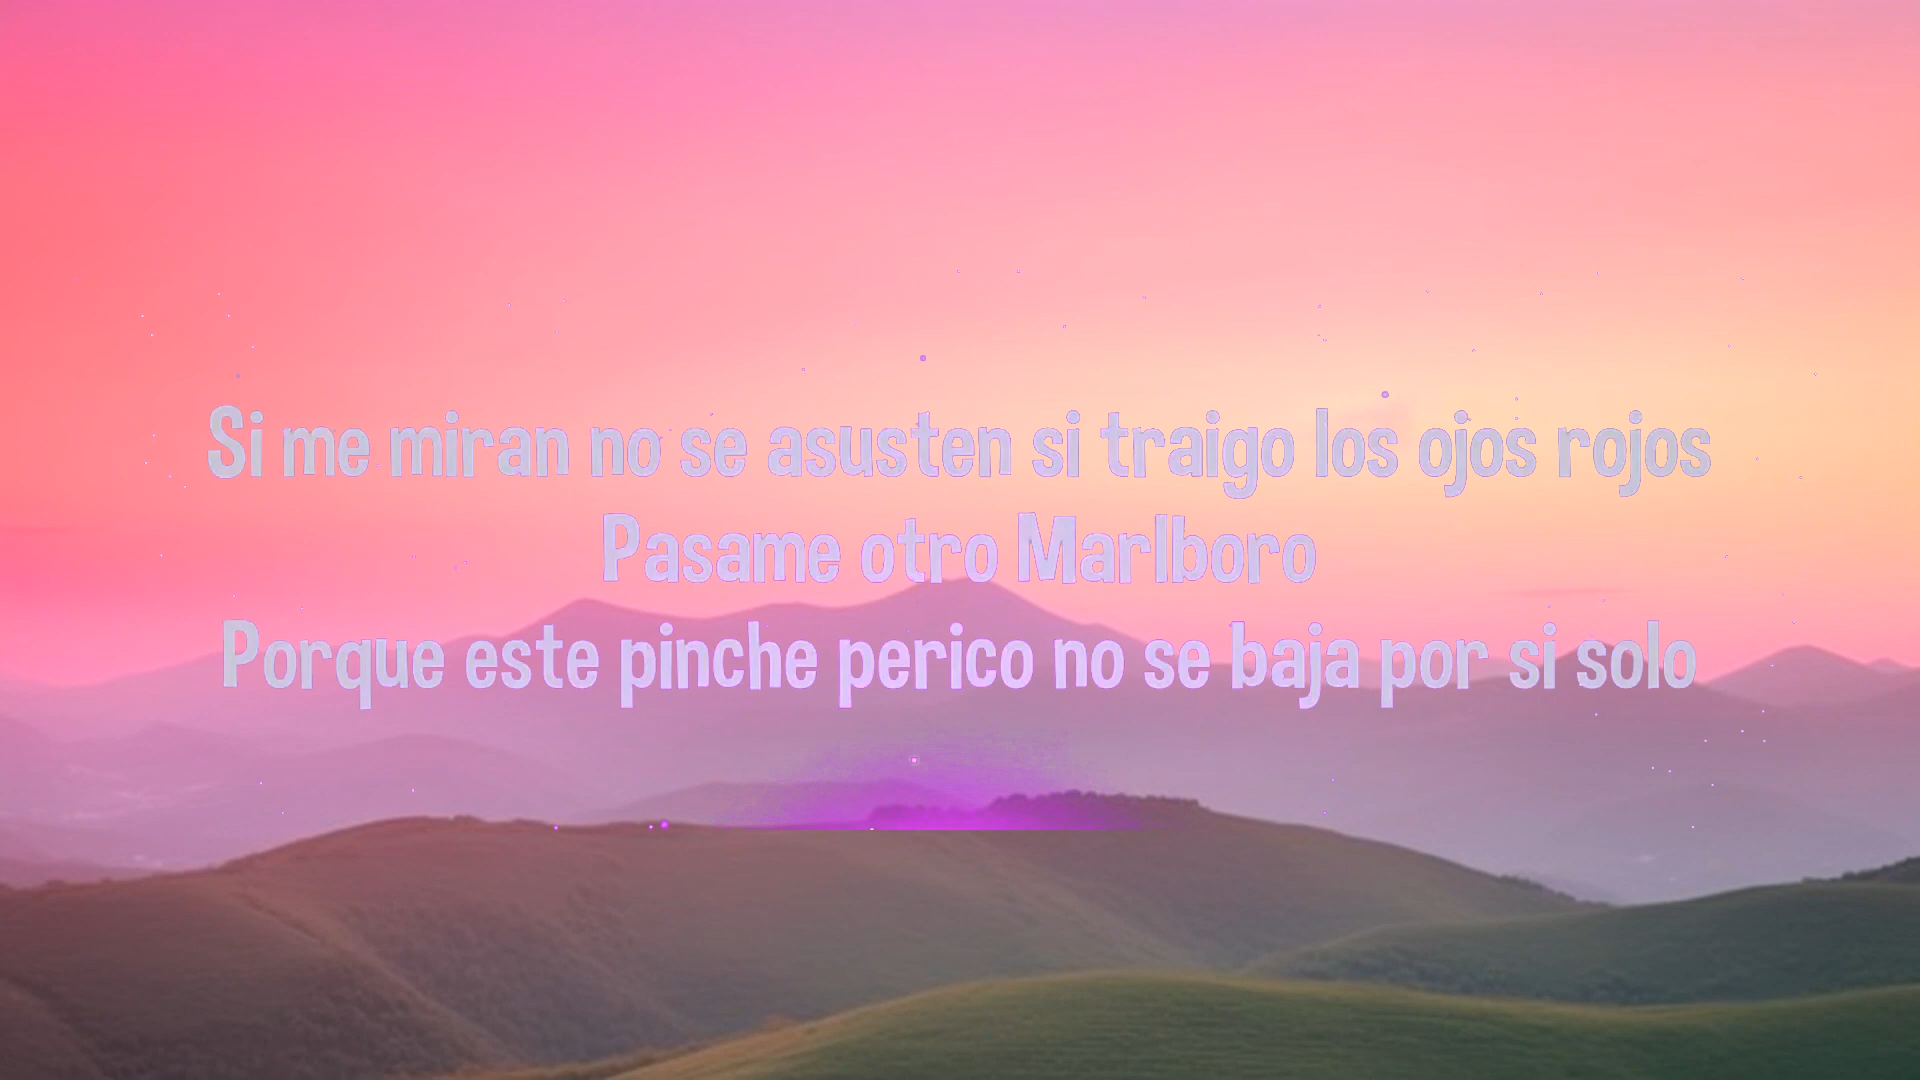 Si me miran no se asusten si traigo los ojos rojos
Pasame otro Marlboro
Porque este pinche perico no se baja por si solo